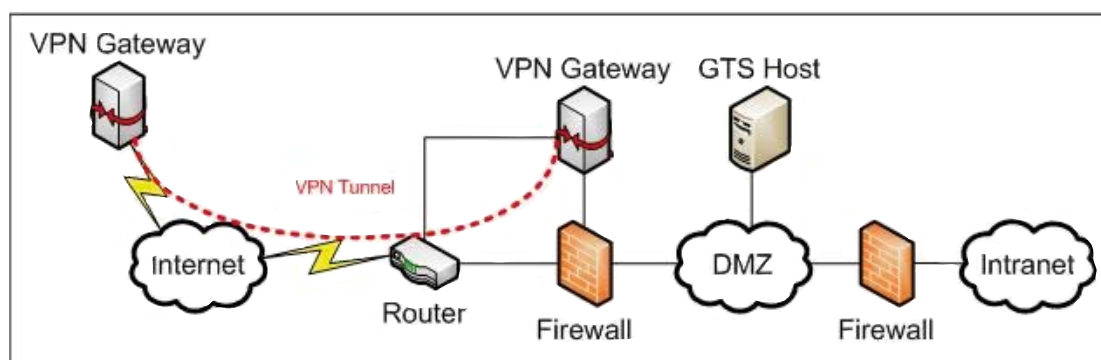 VPN Gateway
VPN Gateway
GTS Host
VPN Tunnel
Internet
Router
Firewall
DMZ
Firewall
Intranet